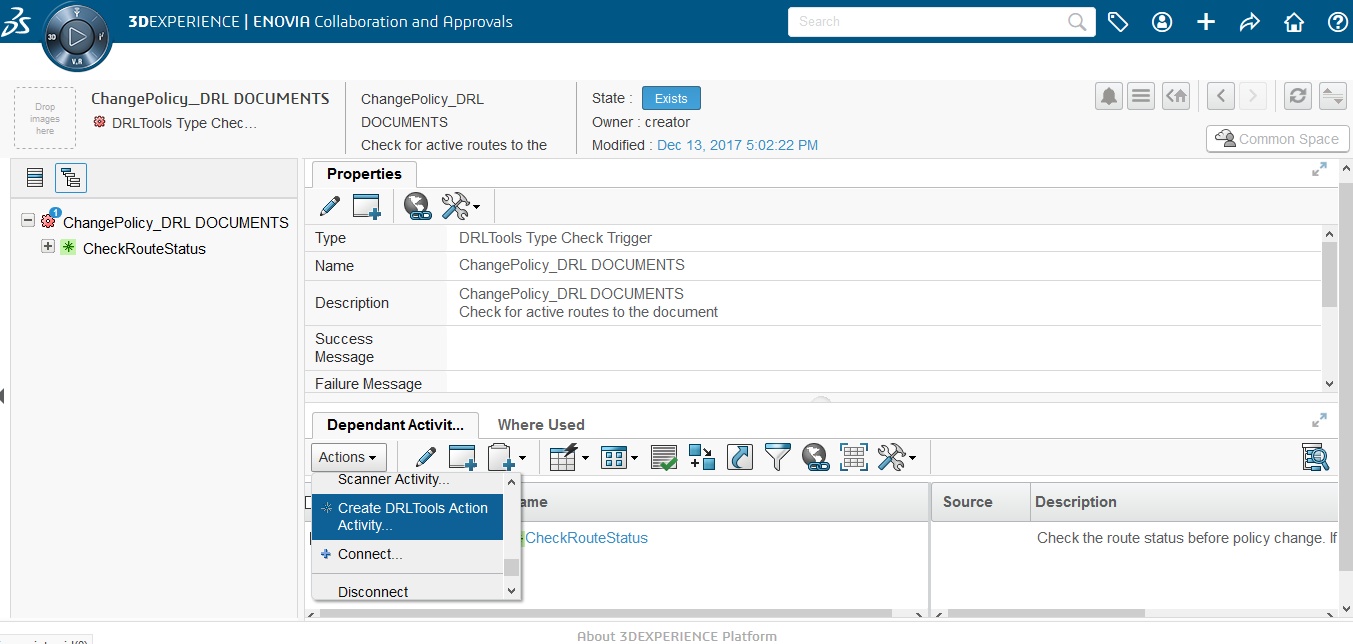 3DEXPERIENCE | ENOVIA Collaboration and Approvals
Search
3D
V.R
Drop
images
here
ChangePolicy_DRL DOCUMENTS
DRLTools Type Chec...
ChangePolicy_DRL
DOCUMENTS
Check for active routes to the
State : Exists
Owner : creator
Modified : Dec 13, 2017 5:02:22 PM
Common Space
1
ChangePolicy_DRL DOCUMENTS
CheckRouteStatus
Properties
Type DRLTools Type Check Trigger
Name ChangePolicy_DRL DOCUMENTS
Description
ChangePolicy_DRL DOCUMENTS
Check for active routes to the document
Success
Message
Failure Message
Dependant Activit... Where Used
Actions
Scanner Activity...
Create DRLTools Action
Activity...
Connect...
Disconnect
ame Source Description
CheckRouteStatus Check the route status before policy change. If
About 3DEXPERIENCE Platform